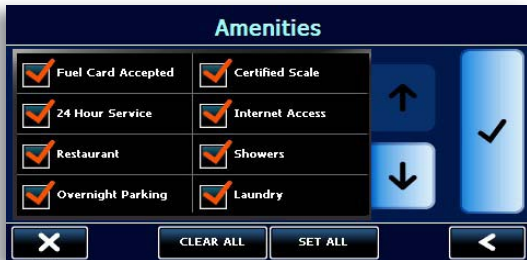 Amenities
Fuel Card Accepted
Certified Scale
24 Hour Service
Internet Access
Restaurant
Showers
Overnight Parking
Laundry
CLEAR ALL
SET ALL